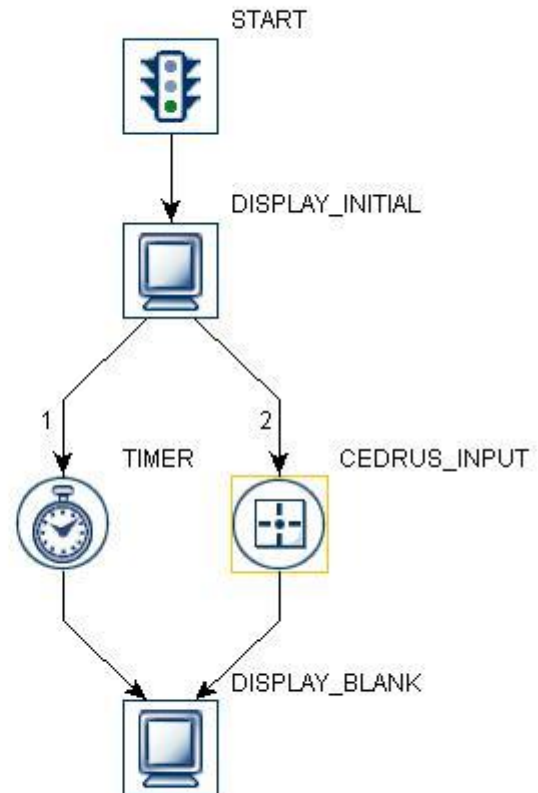 START
DISPLAY_INITIAL
1
2
TIMER
CEDRUS_INPUT
DISPLAY_BLANK